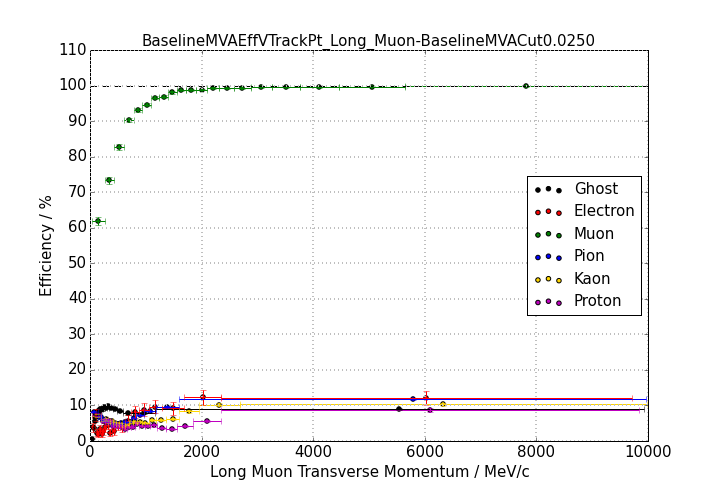 BaselineMVAEffVTrackPt_Long_Muon-BaselineMVACut0.0250
110
100
90
80
70
60
50
40
30
20
10
0
Efficiency / %
Ghost
Electron
Muon
Pion
Kaon
Proton
0 2000 4000 6000 8000 10000
Long Muon Transverse Momentum / MeV/c